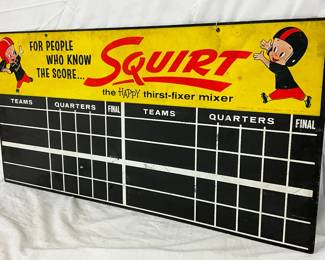 FOR PEOPLE
WHO KNOW
THE SCORE...
SQUIRT
the HAPPY thirst-fixer mixer
TEAMS QUARTERS FINAL TEAMS QUARTERS FINAL